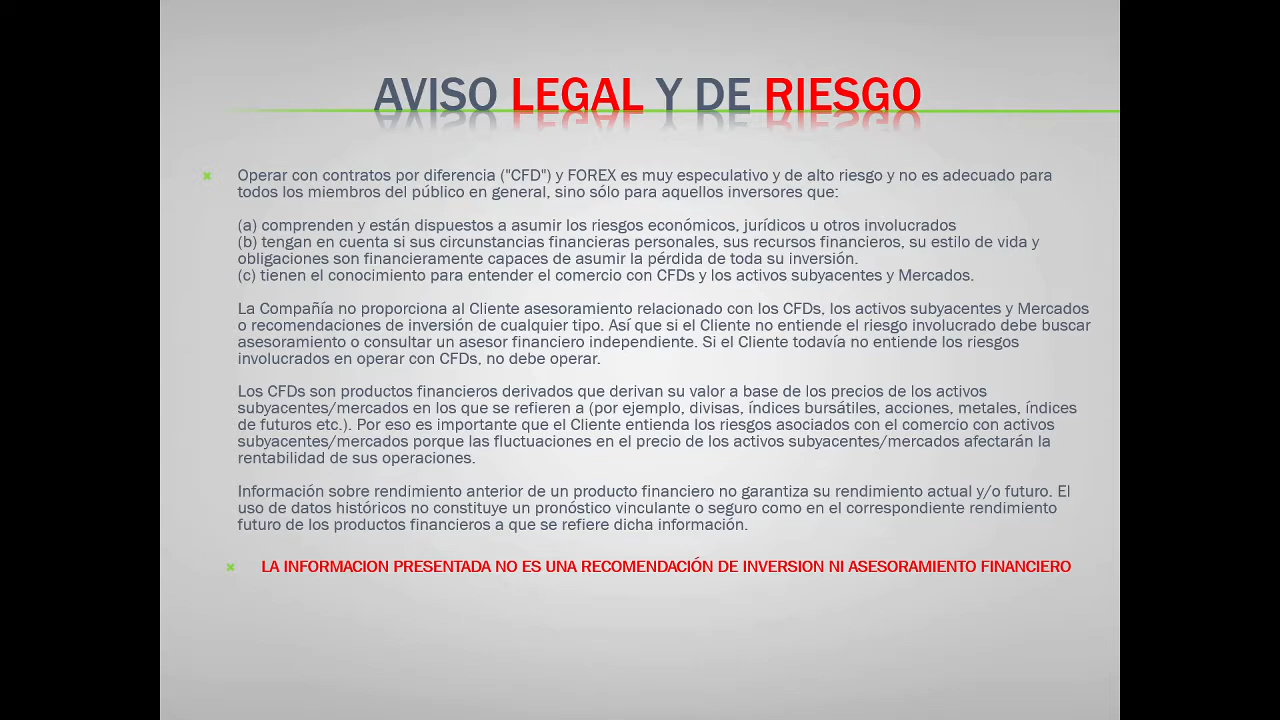 AVISO LEGAL Y DE RIESGO
Operar con contratos por diferencia ("CFD") y FOREX es muy especulativo y de alto riesgo y no es adecuado para
todos los miembros del público en general, sino sólo para aquellos inversores que:
(a) comprenden y están dispuestos a asumir los riesgos económicos, jurídicos u otros involucrados
(b) tengan en cuenta si sus circunstancias financieras personales, sus recursos financieros, su estilo de vida y
obligaciones son financieramente capaces de asumir la pérdida de toda su inversión.
(c) tienen el conocimiento para entender el comercio con CFDs y los activos subyacentes y Mercados.
La Compañía no proporciona al Cliente asesoramiento relacionado con los CFDs, los activos subyacentes y Mercados
o recomendaciones de inversión de cualquier tipo. Así que si el Cliente no entiende el riesgo involucrado debe buscar
asesoramiento o consultar un asesor financiero independiente. Si el Cliente todavía no entiende los riesgos
involucrados en operar con CFDs, no debe operar.
Los CFDs son productos financieros derivados que derivan su valor a base de los precios de los activos
subyacentes/mercados en los que se refieren a (por ejemplo, divisas, índices bursátiles, acciones, metales, índices
de futuros etc.). Por eso es importante que el Cliente entienda los riesgos asociados con el comercio con activos
subyacentes/mercados porque las fluctuaciones en el precio de los activos subyacentes/mercados afectarán la
rentabilidad de sus operaciones.
Información sobre rendimiento anterior de un producto financiero no garantiza su rendimiento actual y/o futuro. El
uso de datos históricos no constituye un pronóstico vinculante o seguro como en el correspondiente rendimiento
futuro de los productos financieros a que se refiere dicha información.
LA INFORMACION PRESENTADA NO ES UNA RECOMENDACIÓN DE INVERSION NI ASESORAMIENTO FINANCIERO